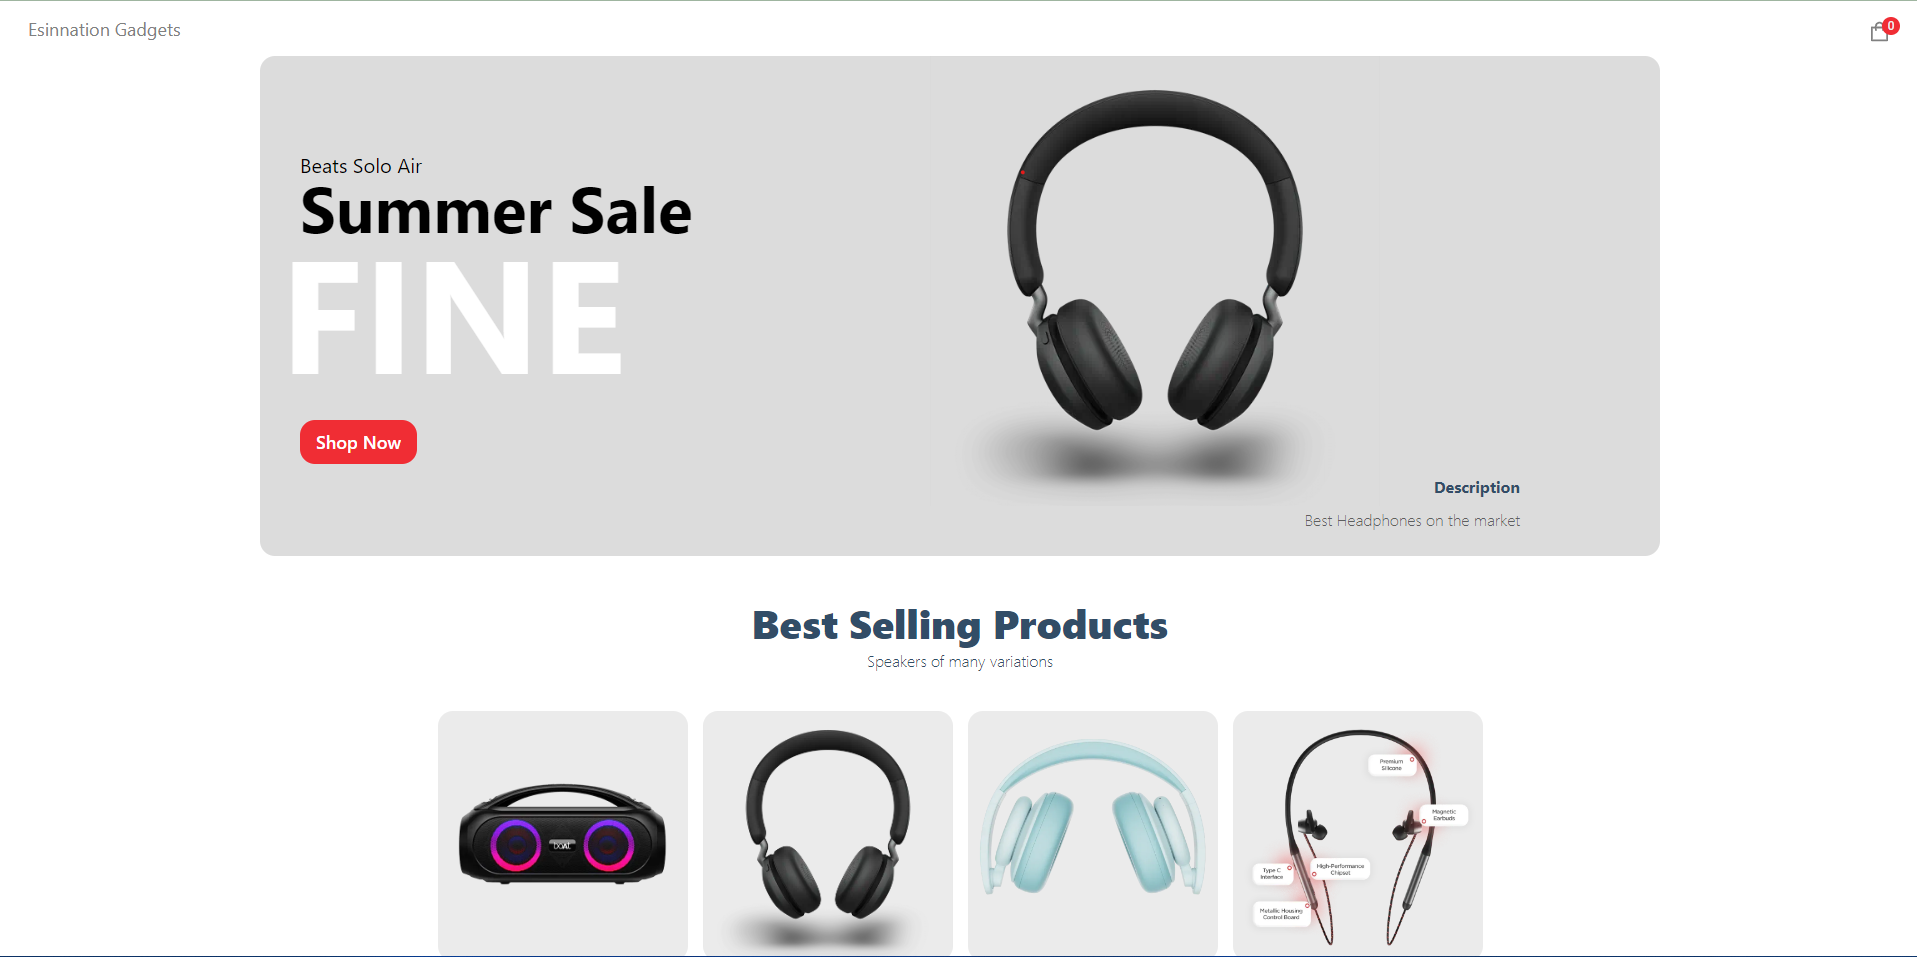 Esinnation Gadgets
0
Beats Solo Air
Summer Sale
FINE
Shop Now
Description
Best Headphones on the market
Best Selling Products
Speakers of many variations
Premium
Silicone
Magnetic
Earbuds
High-Performance
Chipset
Type C
Interface
Metallic Housing
Control Board